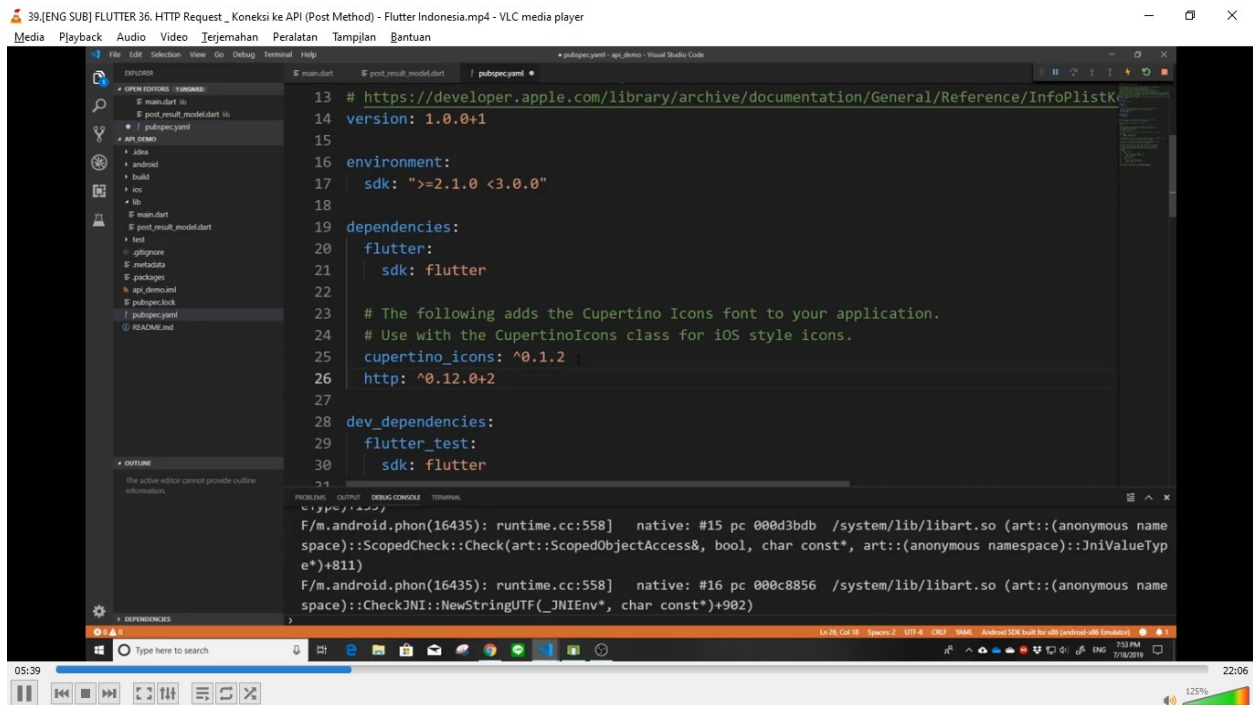 39.[ENG SUB] FLUTTER 36. HTTP Request _ Koneksi ke API (Post Method) - Flutter Indonesia.mp4 - VLC media player
Media Playback Audio Video Terjemahan Peralatan Tampilan Bantuan
File Edit Selection View Go Debug Terminal Help
• pubspec.yaml - api_demo - Visual Studio Code
EXPLORER
OPEN EDITORS 1 UNSAVED
main.dart lib
post_result_model.dart lib
! pubspec.yaml
API_DEMO
.idea
android
build
ios
lib
main.dart
post_result_model.dart
test
.gitignore
.metadata
.packages
api_demo.iml
pubspec.lock
! pubspec.yaml
README.md
OUTLINE
The active editor cannot provide outline
information.
DEPENDENCIES
main.dart post_result_model.dart ! pubspec.yaml ●
13 # https://developer.apple.com/library/archive/documentation/General/Reference/InfoPlistK
14 version: 1.0.0+1
15
16 environment:
17 sdk: ">=2.1.0 <3.0.0"
18
19 dependencies:
20 flutter:
21 sdk: flutter
22
23 # The following adds the Cupertino Icons font to your application.
24 # Use with the CupertinoIcons class for iOS style icons.
25 cupertino_icons: ^0.1.2
26 http: ^0.12.0+2
27
28 dev_dependencies:
29 flutter_test:
30 sdk: flutter
31
PROBLEMS OUTPUT DEBUG CONSOLE TERMINAL
F/m.android.phon(16435): runtime.cc:558] native: #15 pc 000d3bdb /system/lib/libart.so (art::(anonymous name
space)::ScopedCheck::Check(art::ScopedObjectAccess&, bool, char const*, art::(anonymous namespace)::JniValueTyp
e*)+811)
F/m.android.phon(16435): runtime.cc:558] native: #16 pc 000c8856 /system/lib/libart.so (art::(anonymous name
space)::CheckJNI::NewStringUTF(_JNIEnv*, char const*)+902)
0 0 Ln 26, Col 18 Spaces: 2 UTF-8 CRLF YAML Android SDK built for x86 (android-x86 Emulator) 1
Type here to search
ENG 7:53 PM
7/18/2019
05:39 22:06
125%